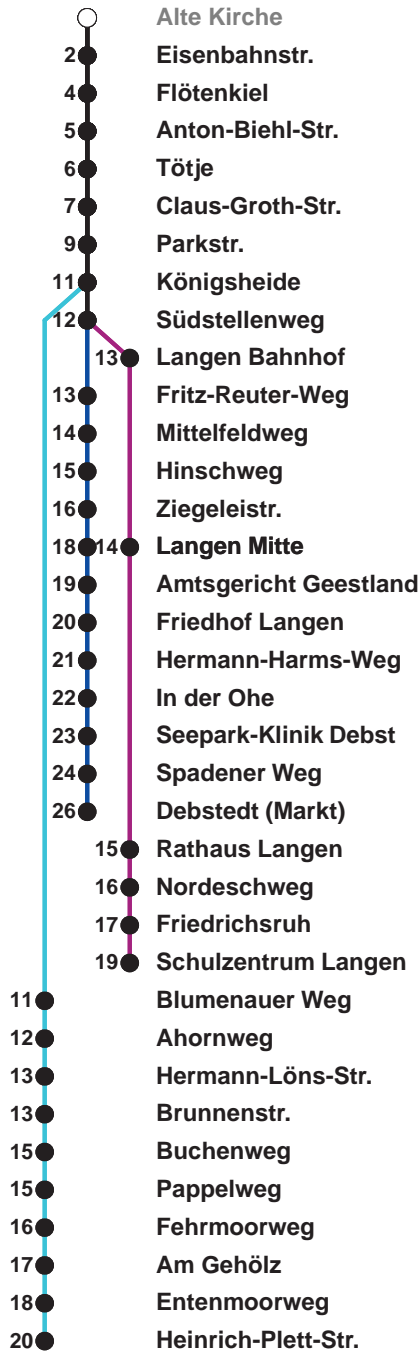 Alte Kirche
2 Eisenbahnstr.
4 Flötenkiel
5 Anton-Biehl-Str.
6 Tötje
7 Claus-Groth-Str.
9 Parkstr.
11 Königsheide
12 Südstellenweg
13 Langen Bahnhof
13 Fritz-Reuter-Weg
14 Mittelfeldweg
15 Hinschweg
16 Ziegeleistr.
18 14 Langen Mitte
19 Amtsgericht Geestland
20 Friedhof Langen
21 Hermann-Harms-Weg
22 In der Ohe
23 Seepark-Klinik Debst
24 Spadener Weg
26 Debstedt (Markt)
15 Rathaus Langen
16 Nordeschweg
17 Friedrichsruh
19 Schulzentrum Langen
11 Blumenauer Weg
12 Ahornweg
13 Hermann-Löns-Str.
13 Brunnenstr.
15 Buchenweg
15 Pappelweg
16 Fehrmoorweg
17 Am Gehölz
18 Entenmoorweg
20 Heinrich-Plett-Str.